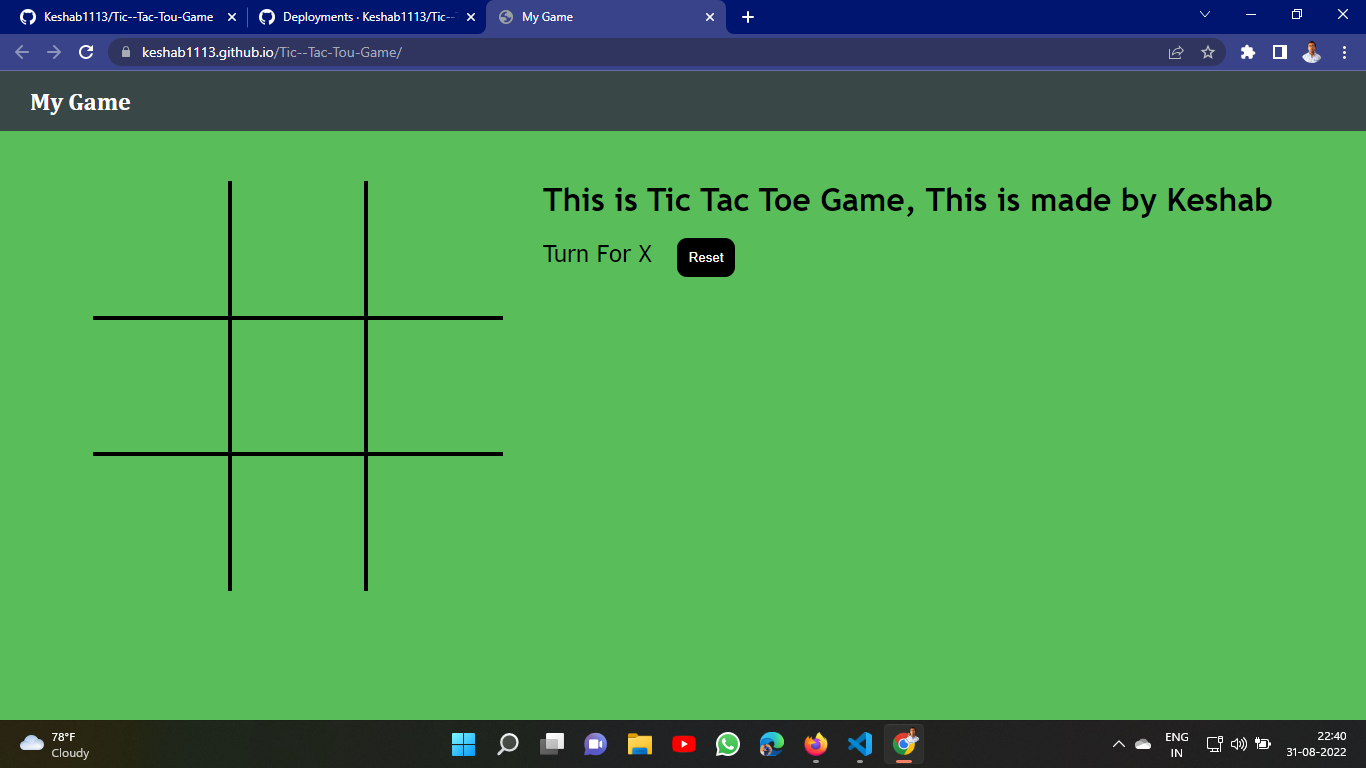 Keshab1113/Tic--Tac-Tou-Game
Deployments · Keshab1113/Tic--
My Game
keshab1113.github.io/Tic--Tac-Tou-Game/
My Game
This is Tic Tac Toe Game, This is made by Keshab
Turn For X
Reset
78°F
Cloudy
ENG
IN
22:40
31-08-2022